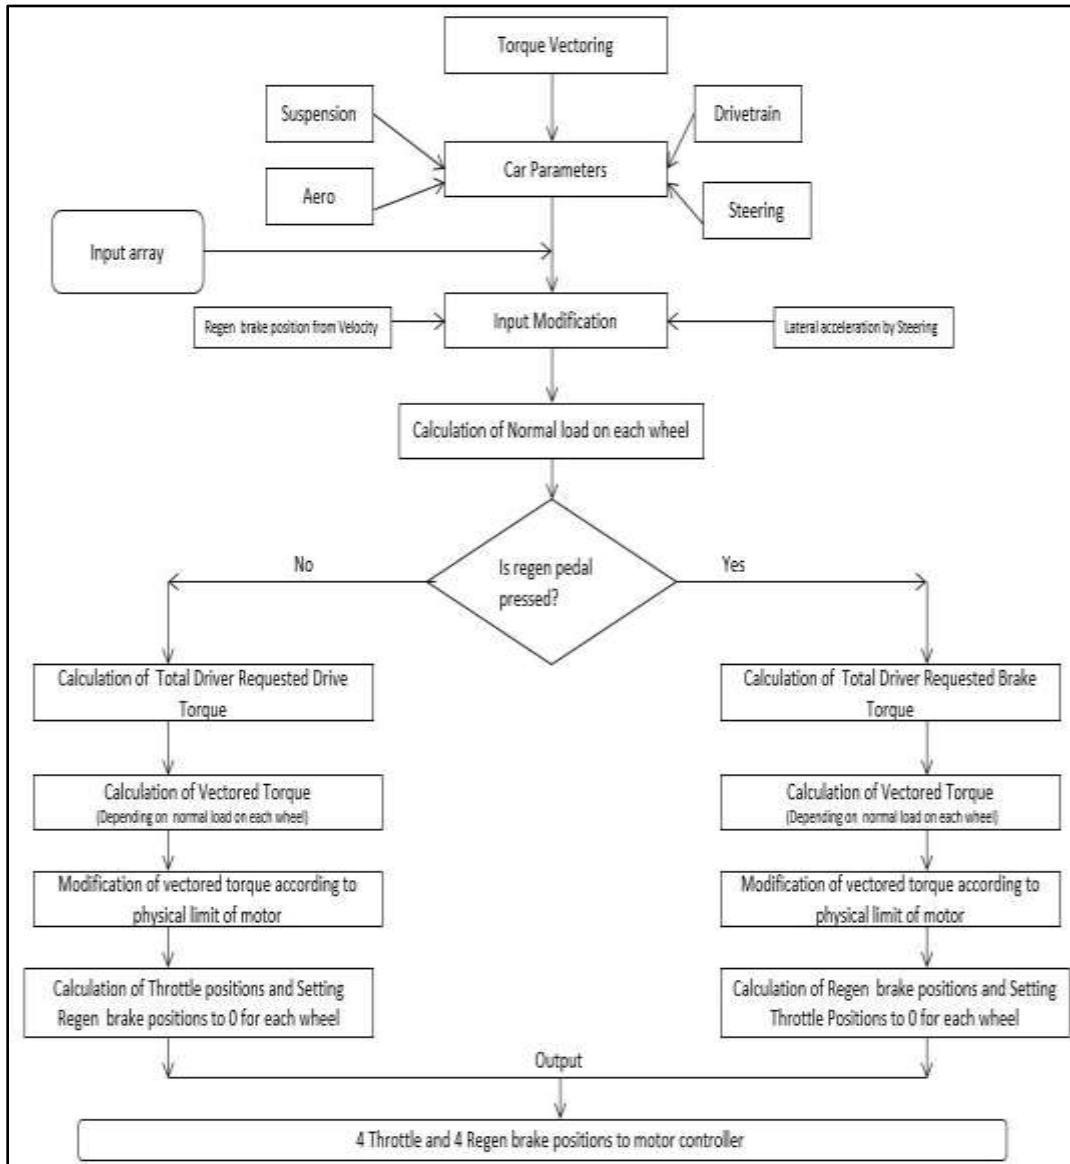 Torque Vectoring
Suspension
Drivetrain
Car Parameters
Aero
Steering
Input array
Regen brake position from Velocity
Input Modification
Lateral acceleration by Steering
Calculation of Normal load on each wheel
No
Is regen pedal
pressed?
Yes
Calculation of Total Driver Requested Drive
Torque
Calculation of Total Driver Requested Brake
Torque
Calculation of Vectored Torque
(Depending on normal load on each wheel)
Calculation of Vectored Torque
(Depending on normal load on each wheel)
Modification of vectored torque according to
physical limit of motor
Modification of vectored torque according to
physical limit of motor
Calculation of Throttle positions and Setting
Regen brake positions to 0 for each wheel
Calculation of Regen brake positions and Setting
Throttle Positions to 0 for each wheel
Output
4 Throttle and 4 Regen brake positions to motor controller